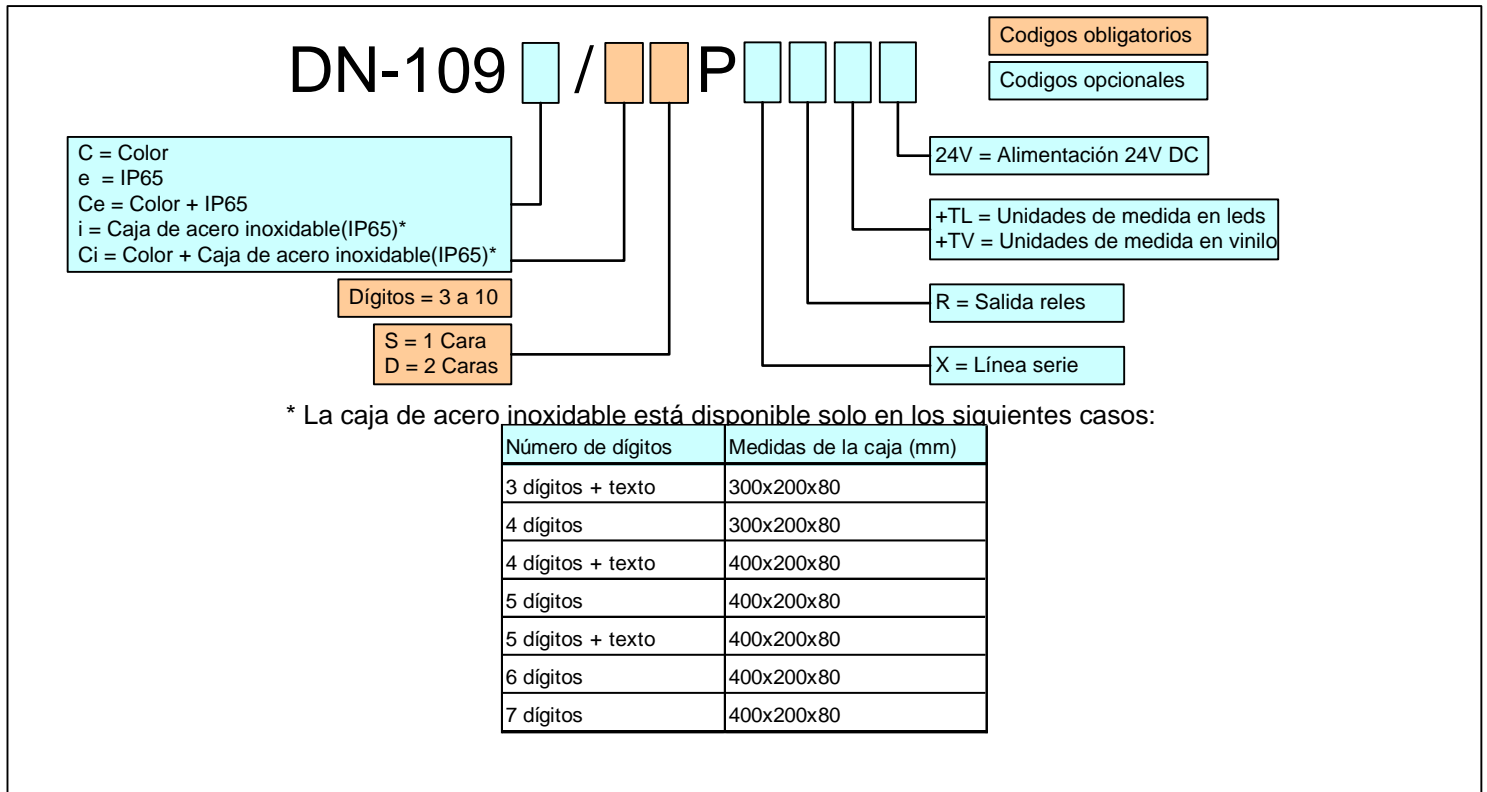 DN-109 / P
Codigos obligatorios
Codigos opcionales
C = Color
e = IP65
Ce = Color + IP65
i = Caja de acero inoxidable(IP65)*
Ci = Color + Caja de acero inoxidable(IP65)*
Dígitos = 3 a 10
S = 1 Cara
D = 2 Caras
24V = Alimentación 24V DC
+TL = Unidades de medida en leds
+TV = Unidades de medida en vinilo
R = Salida reles
X = Línea serie
* La caja de acero inoxidable está disponible solo en los siguientes casos:
Número de dígitos Medidas de la caja (mm)
3 dígitos + texto 300x200x80
4 dígitos 300x200x80
4 dígitos + texto 400x200x80
5 dígitos 400x200x80
5 dígitos + texto 400x200x80
6 dígitos 400x200x80
7 dígitos 400x200x80